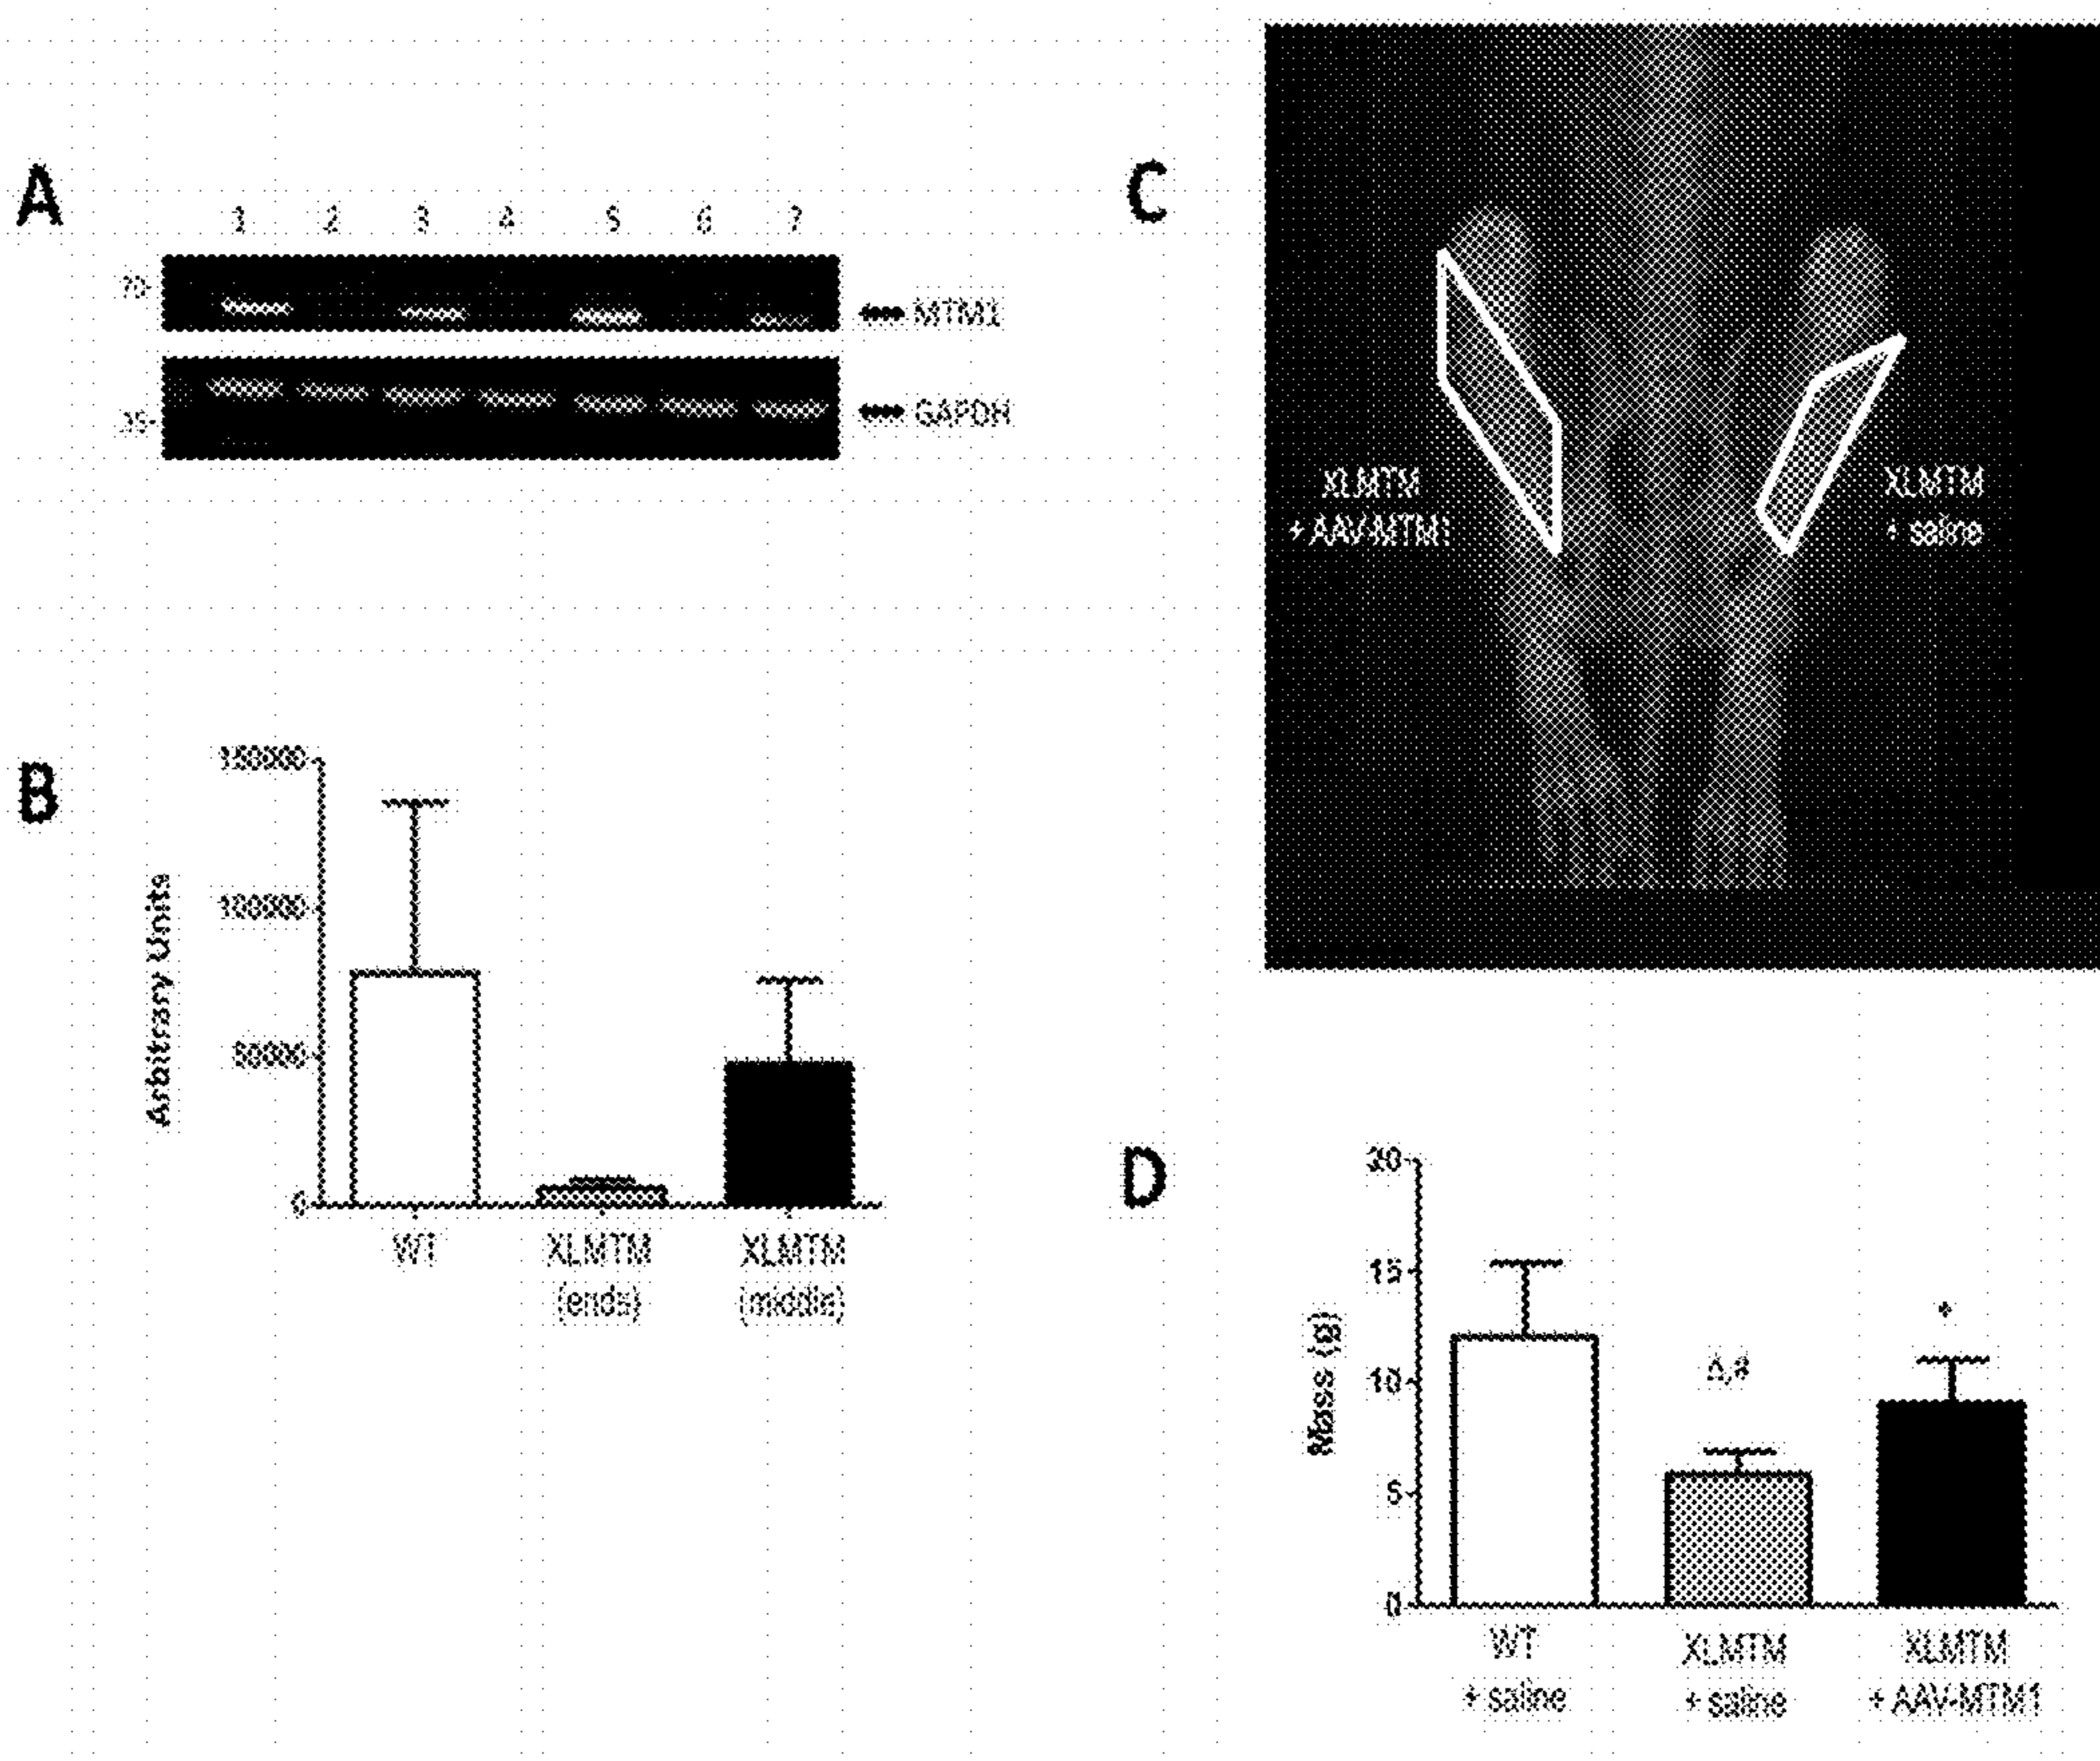 A
1 2 3 4 5 6 7
70-
MTM1
35-
GAPDH
B
Arbitrary Units
150000
100000
50000
0
WT
XLMTM
(ends)
XLMTM
(middle)
C
XLMTM
+ AAV-MTM1
XLMTM
+ saline
D
Mass (g)
20
15
10
5
0
Δ,#
*
WT
+ saline
XLMTM
+ saline
XLMTM
+ AAV-MTM1